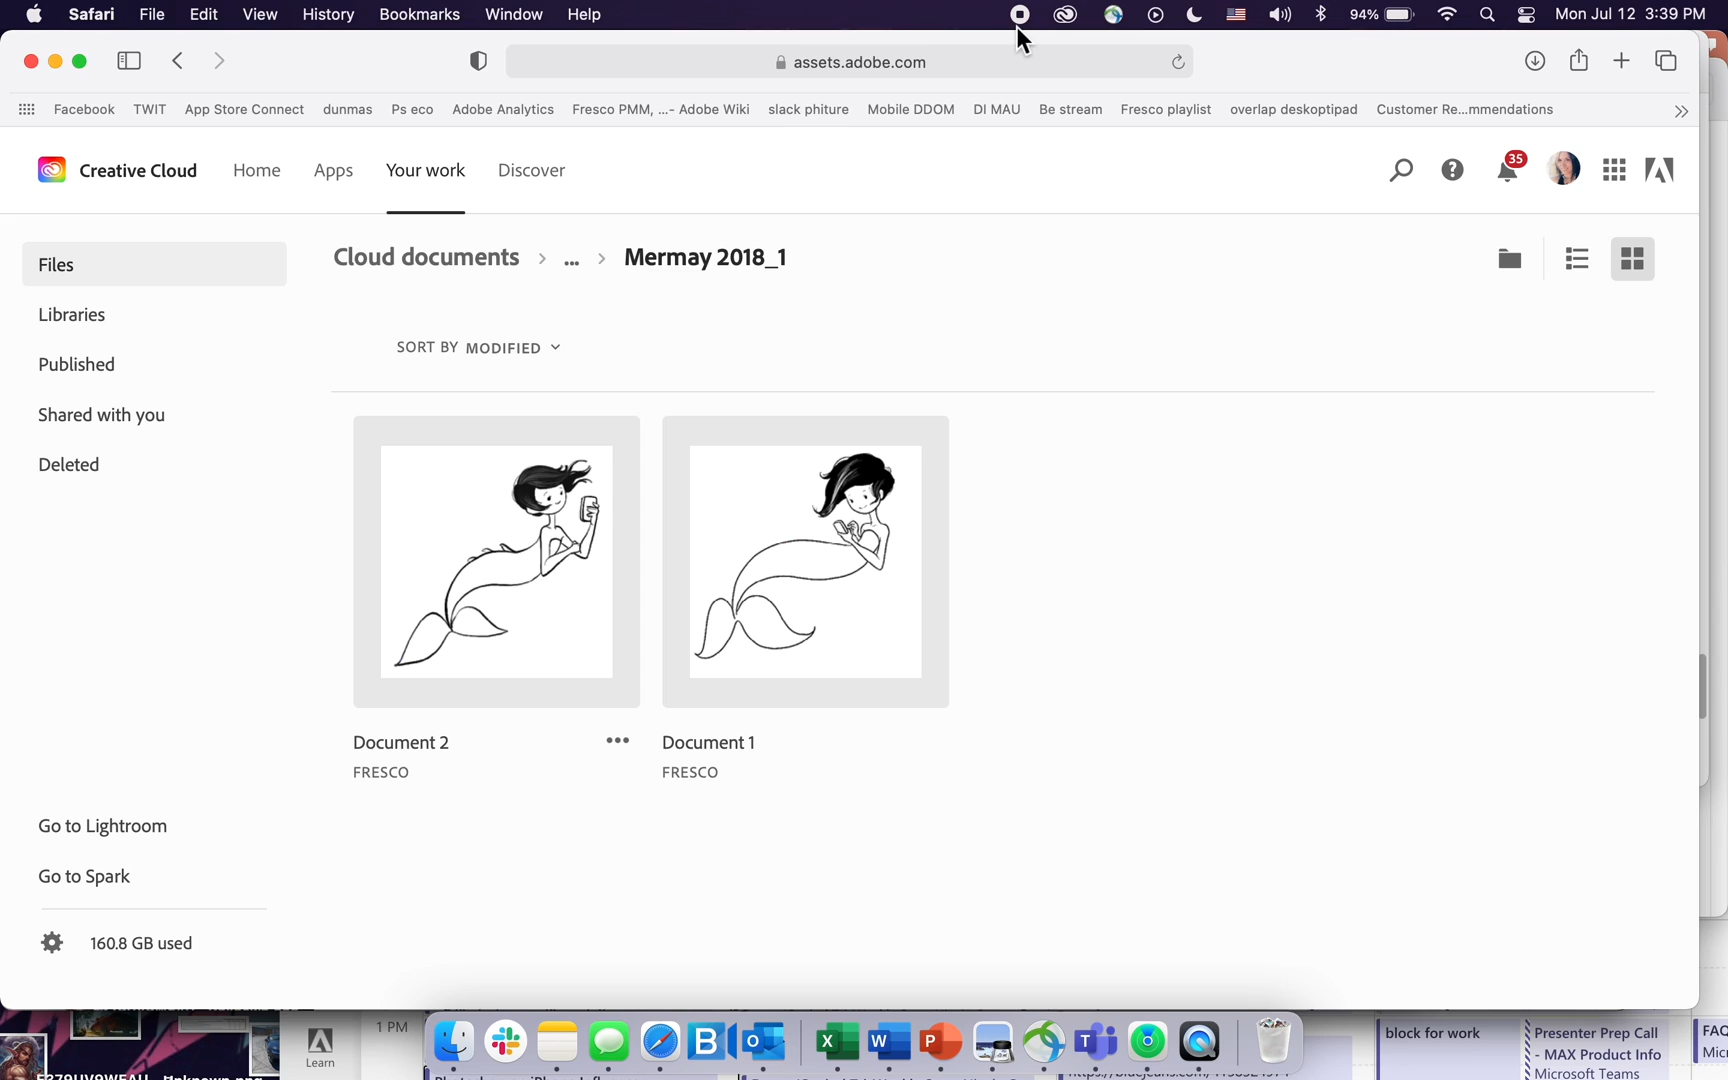 Safari File Edit View History Bookmarks Window Help 94% Mon Jul 12 3:39 PM
assets.adobe.com
Facebook TWIT App Store Connect dunmas Ps eco Adobe Analytics Fresco PMM, ...- Adobe Wiki slack phiture Mobile DDOM DI MAU Be stream Fresco playlist overlap deskoptipad Customer Re...mmendations
Creative Cloud Home Apps Your work Discover 35
Files
Cloud documents > ... > Mermay 2018_1
Libraries
SORT BY MODIFIED
Published
Shared with you
Deleted
Document 2 ••• Document 1
FRESCO FRESCO
Go to Lightroom
Go to Spark
160.8 GB used
1 PM
Learn
block for work
Presenter Prep Call
- MAX Product Info
Microsoft Teams
FAQ
Micr